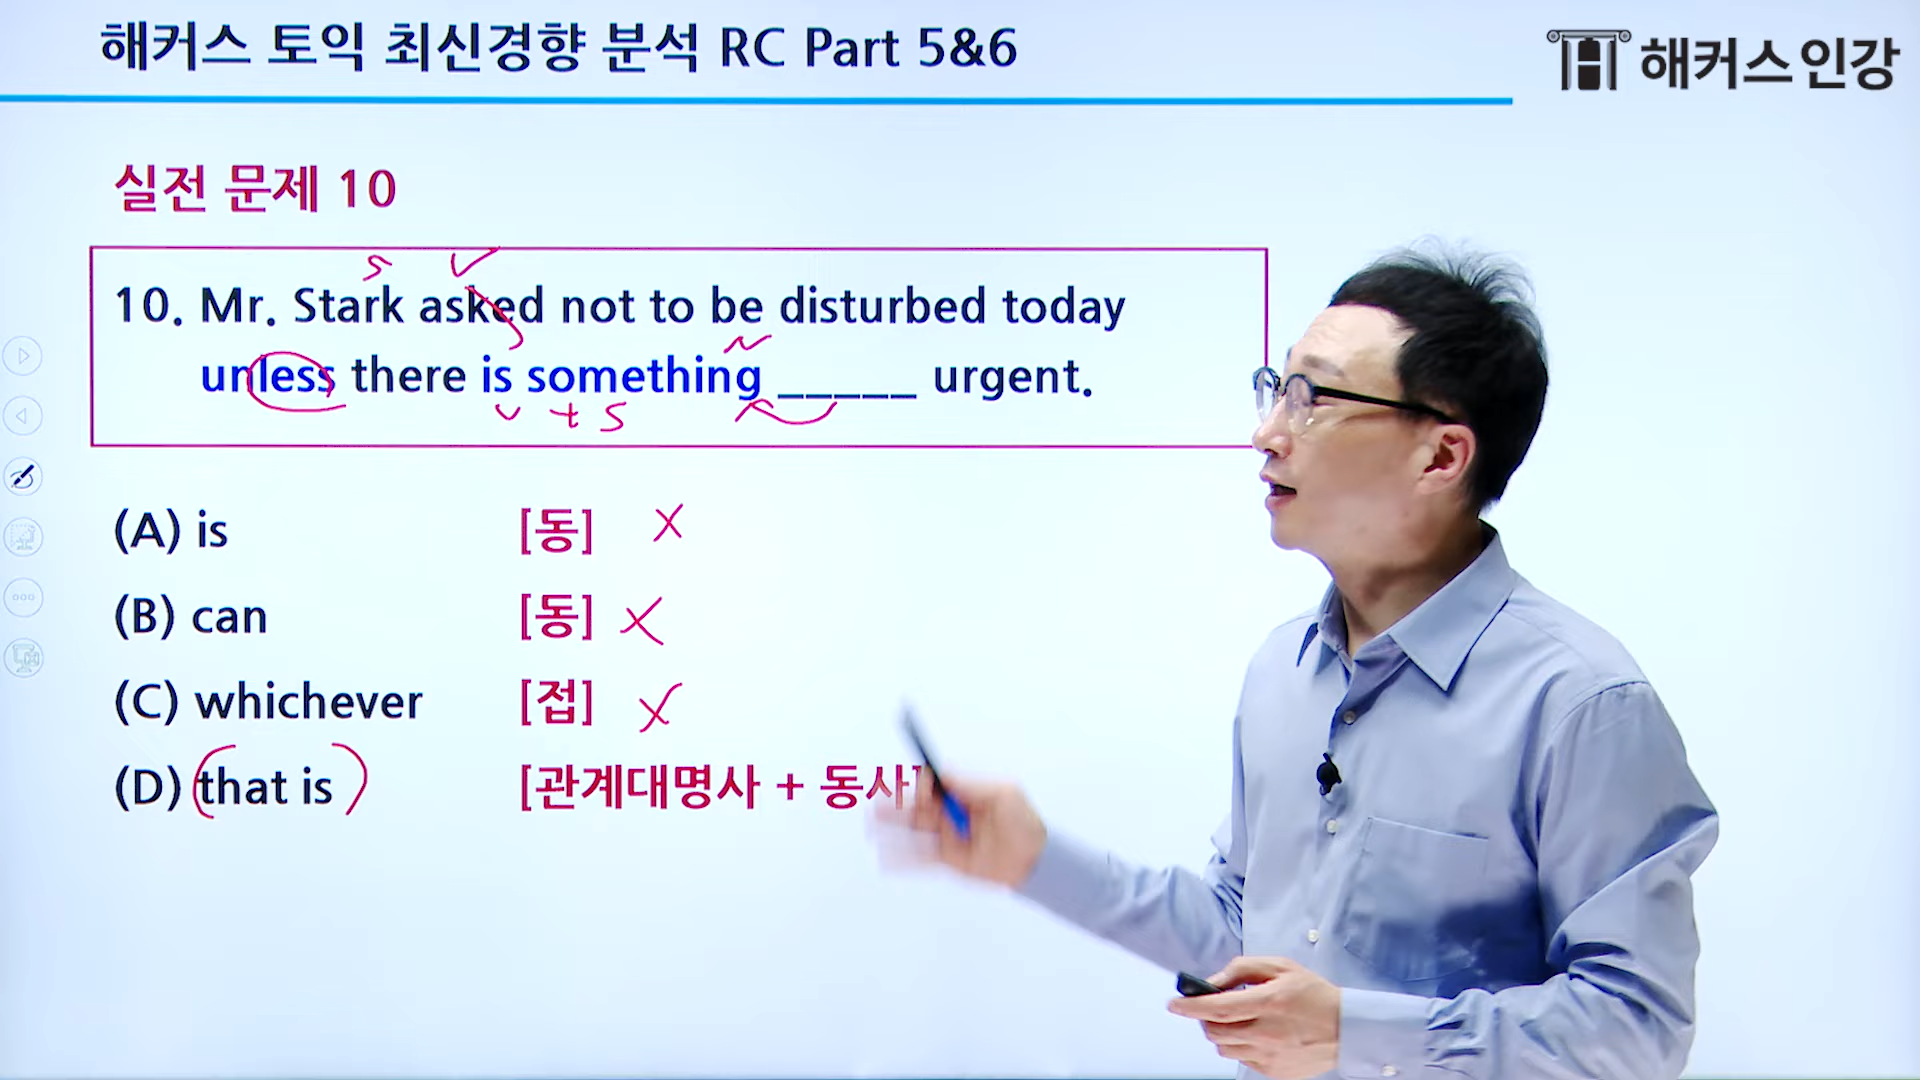 해커스 토익 최신경향 분석 RC Part 5&6
해커스인강
실전 문제 10
s v
10. Mr. Stark asked not to be disturbed today
unless there is something _____ urgent.
v + s
(A) is [동] X
(B) can [동] X
(C) whichever [접] X
(D) (that is) [관계대명사 + 동사]